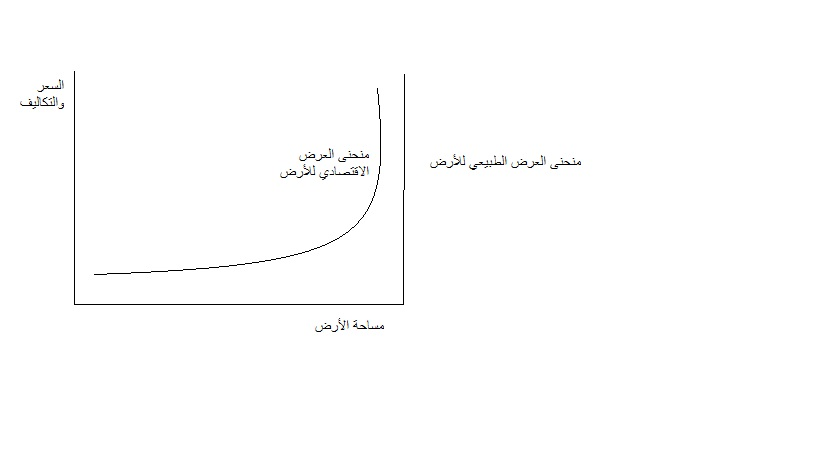 السعر
والتكاليف
منحنى العرض
الاقتصادي للأرض
منحنى العرض الطبيعي للأرض
مساحة الأرض